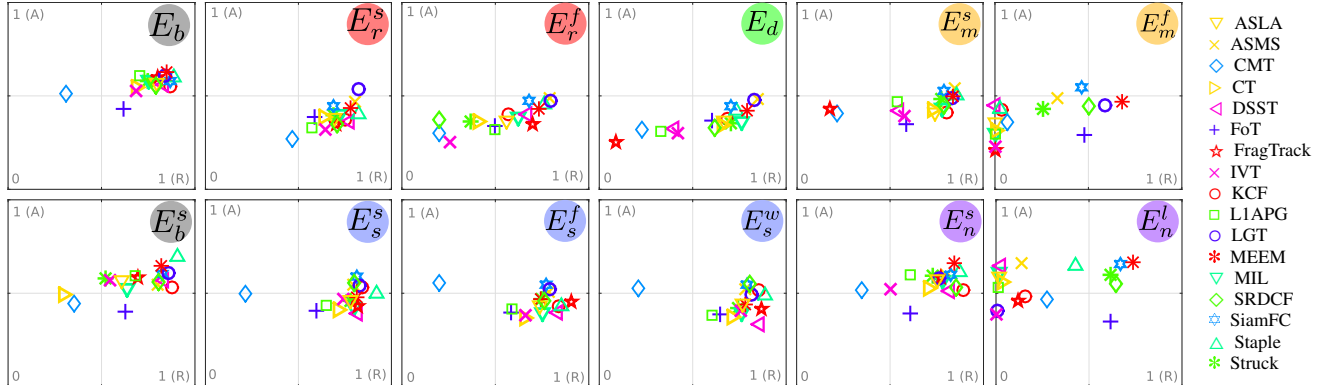 1 (A) E_b 0 1 (R)
1 (A) E_r^s 0 1 (R)
1 (A) E_r^f 0 1 (R)
1 (A) E_d 0 1 (R)
1 (A) E_m^s 0 1 (R)
1 (A) E_m^f 0 1 (R)
1 (A) E_b^s 0 1 (R)
1 (A) E_s^s 0 1 (R)
1 (A) E_s^f 0 1 (R)
1 (A) E_s^w 0 1 (R)
1 (A) E_n^s 0 1 (R)
1 (A) E_n^l 0 1 (R)
ASLA
ASMS
CMT
CT
DSST
FoT
FragTrack
IVT
KCF
L1APG
LGT
MEEM
MIL
SRDCF
SiamFC
Staple
Struck